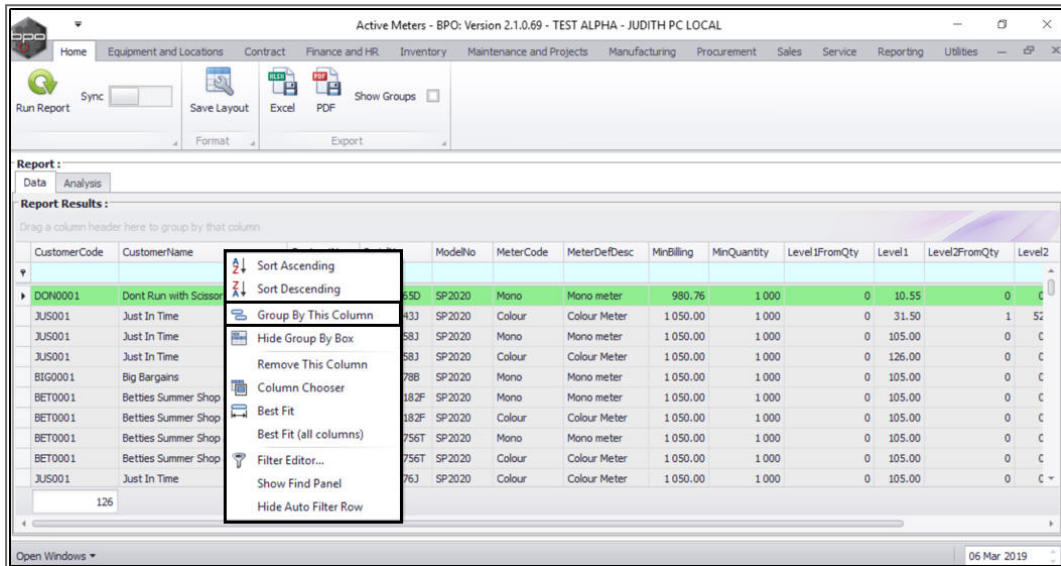 bpo
Active Meters - BPO: Version 2.1.0.69 - TEST ALPHA - JUDITH PC LOCAL
Home Equipment and Locations Contract Finance and HR Inventory Maintenance and Projects Manufacturing Procurement Sales Service Reporting Utilities
Run Report Sync Save Layout Excel PDF Show Groups
Format Export
Report :
Data Analysis
Report Results :
Drag a column header here to group by that column
CustomerCode CustomerName ModelNo MeterCode MeterDefDesc MinBilling MinQuantity Level1FromQty Level1 Level2FromQty Level2
DON0001 Dont Run with Scissor 65D SP2020 Mono Mono meter 980.76 1 000 0 10.55 0
JUS001 Just In Time 43J SP2020 Colour Colour Meter 1 050.00 1 000 0 31.50 1 52
JUS001 Just In Time 58J SP2020 Mono Mono meter 1 050.00 1 000 0 105.00 0
JUS001 Just In Time 58J SP2020 Colour Colour Meter 1 050.00 1 000 0 126.00 0
BIG0001 Big Bargains 78B SP2020 Mono Mono meter 1 050.00 1 000 0 105.00 0
BET0001 Betties Summer Shop 182F SP2020 Mono Mono meter 1 050.00 1 000 0 105.00 0
BET0001 Betties Summer Shop 182F SP2020 Colour Colour Meter 1 050.00 1 000 0 105.00 0
BET0001 Betties Summer Shop 756T SP2020 Mono Mono meter 1 050.00 1 000 0 105.00 0
BET0001 Betties Summer Shop 756T SP2020 Colour Colour Meter 1 050.00 1 000 0 105.00 0
JUS001 Just In Time 76J SP2020 Colour Colour Meter 1 050.00 1 000 0 105.00 0
126
Sort Ascending
Sort Descending
Group By This Column
Hide Group By Box
Remove This Column
Column Chooser
Best Fit
Best Fit (all columns)
Filter Editor...
Show Find Panel
Hide Auto Filter Row
Open Windows 06 Mar 2019